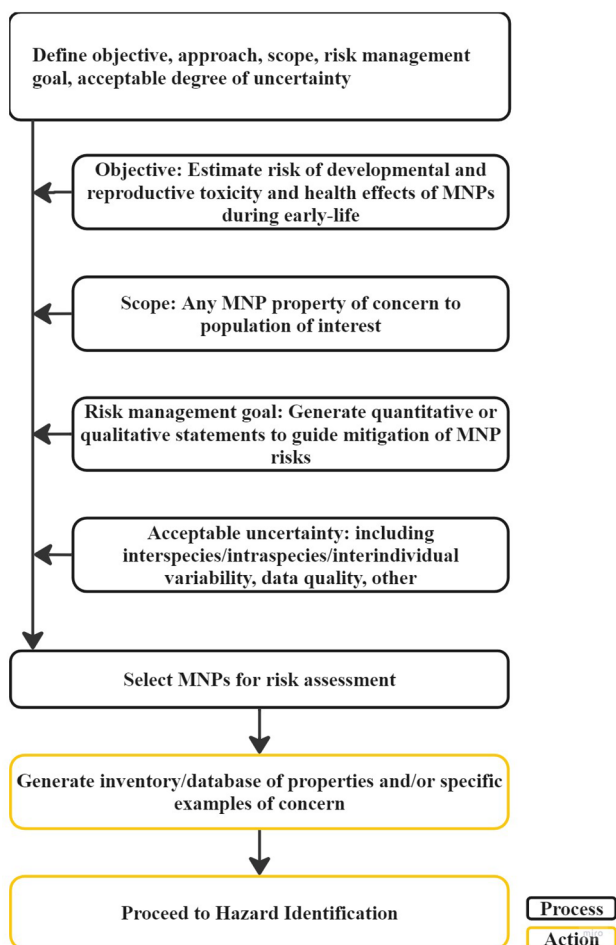 Define objective, approach, scope, risk management
goal, acceptable degree of uncertainty
Objective: Estimate risk of developmental and
reproductive toxicity and health effects of MNPs
during early-life
Scope: Any MNP property of concern to
population of interest
Risk management goal: Generate quantitative or
qualitative statements to guide mitigation of MNP
risks
Acceptable uncertainty: including
interspecies/intraspecies/interindividual
variability, data quality, other
Select MNPs for risk assessment
Generate inventory/database of properties and/or specific
examples of concern
Proceed to Hazard Identification
Process
Action
miro